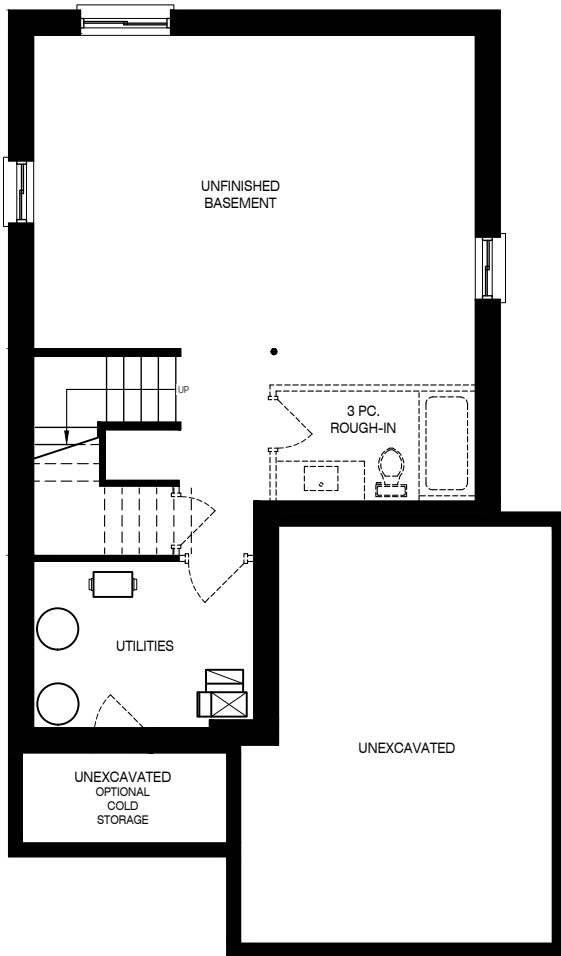 UNFINISHED
BASEMENT
UP
3 PC.
ROUGH-IN
UTILITIES
UNEXCAVATED
UNEXCAVATED
OPTIONAL
COLD
STORAGE